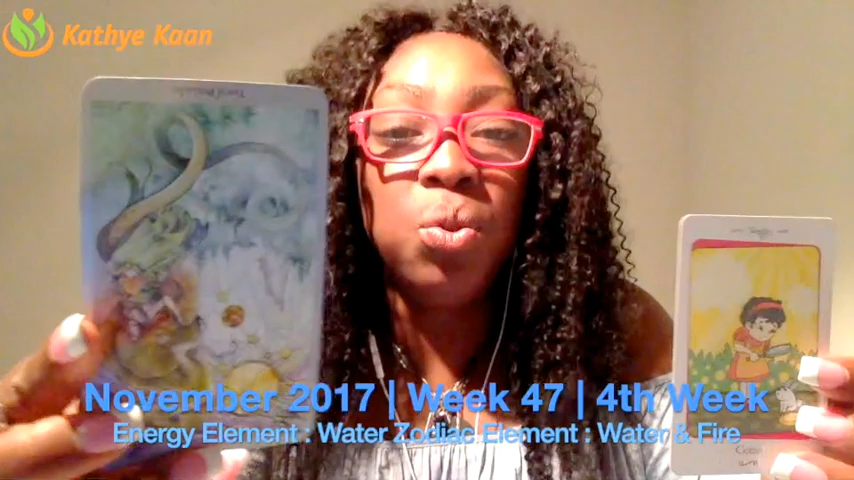 Kathye Kaan
November 2017 | Week 47 | 4th Week
Energy Element : Water Zodiac Element : Water & Fire